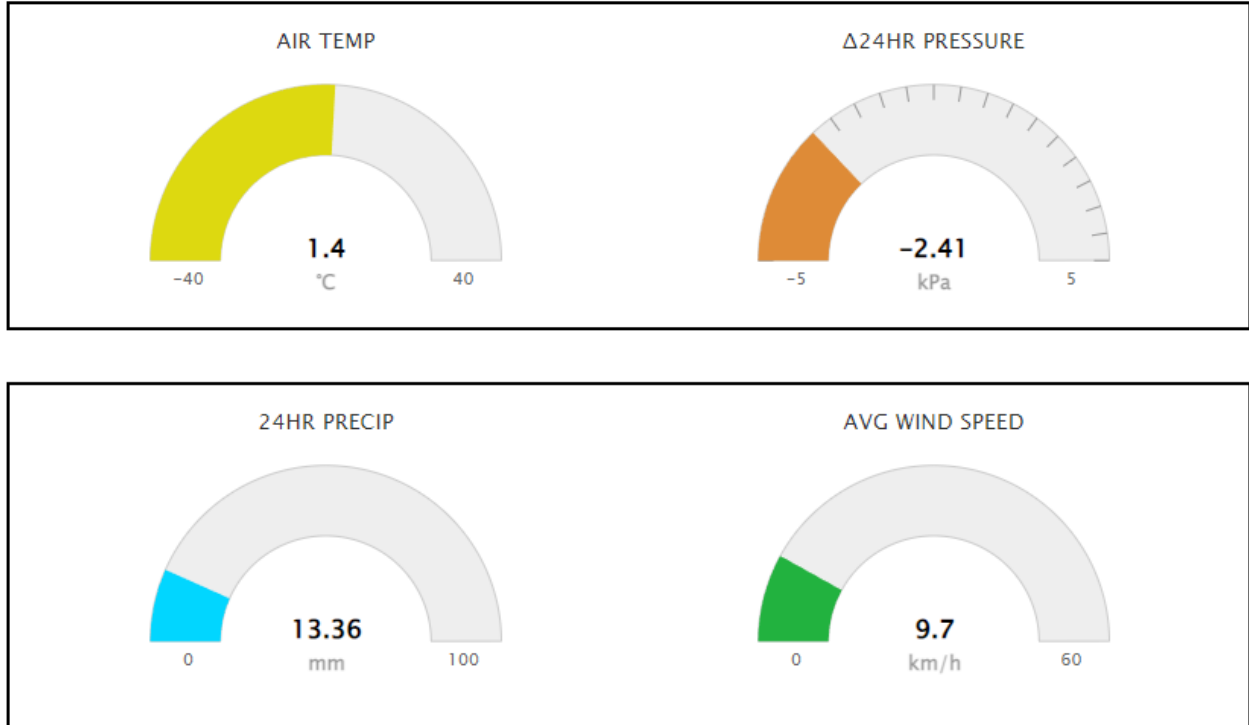 AIR TEMP
1.4
-40
°C
40
Δ24HR PRESSURE
-2.41
-5
kPa
5
24HR PRECIP
13.36
0
mm
100
AVG WIND SPEED
9.7
0
km/h
60